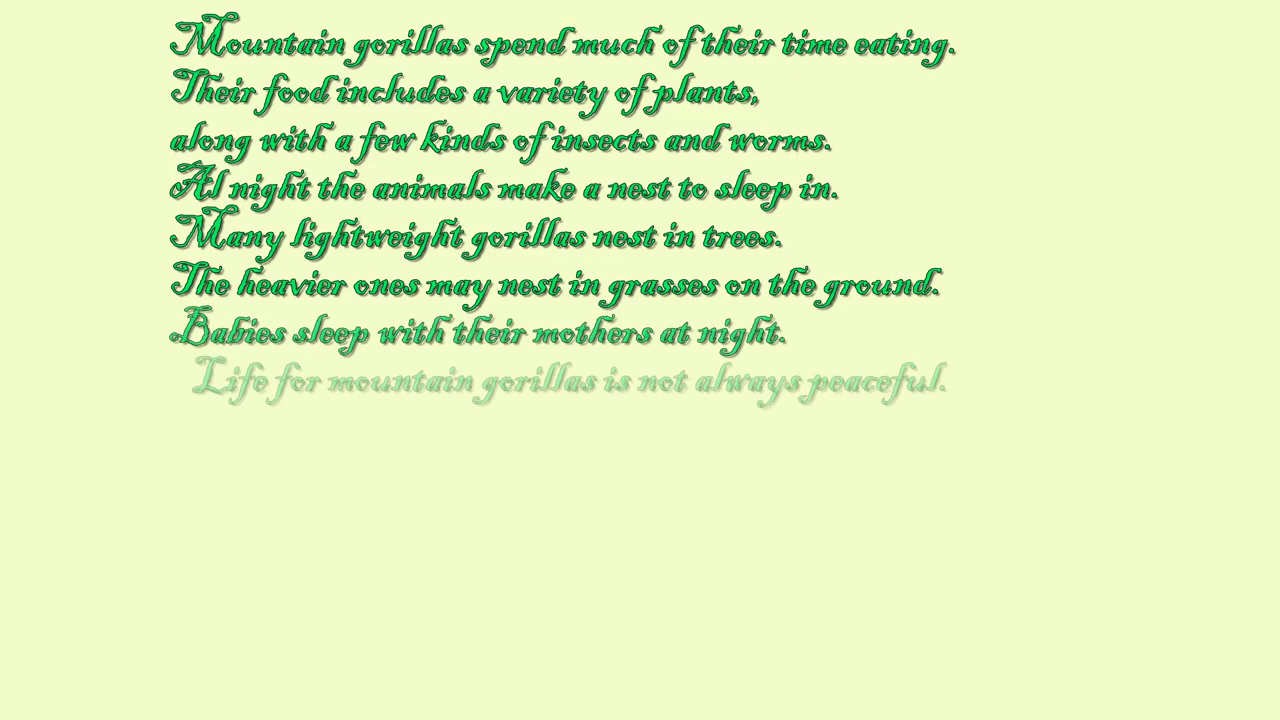 Mountain gorillas spend much of their time eating.
Their food includes a variety of plants,
along with a few kinds of insects and worms.
At night the animals make a nest to sleep in.
Many lightweight gorillas nest in trees.
The heavier ones may nest in grasses on the ground.
Babies sleep with their mothers at night.
Life for mountain gorillas is not always peaceful.